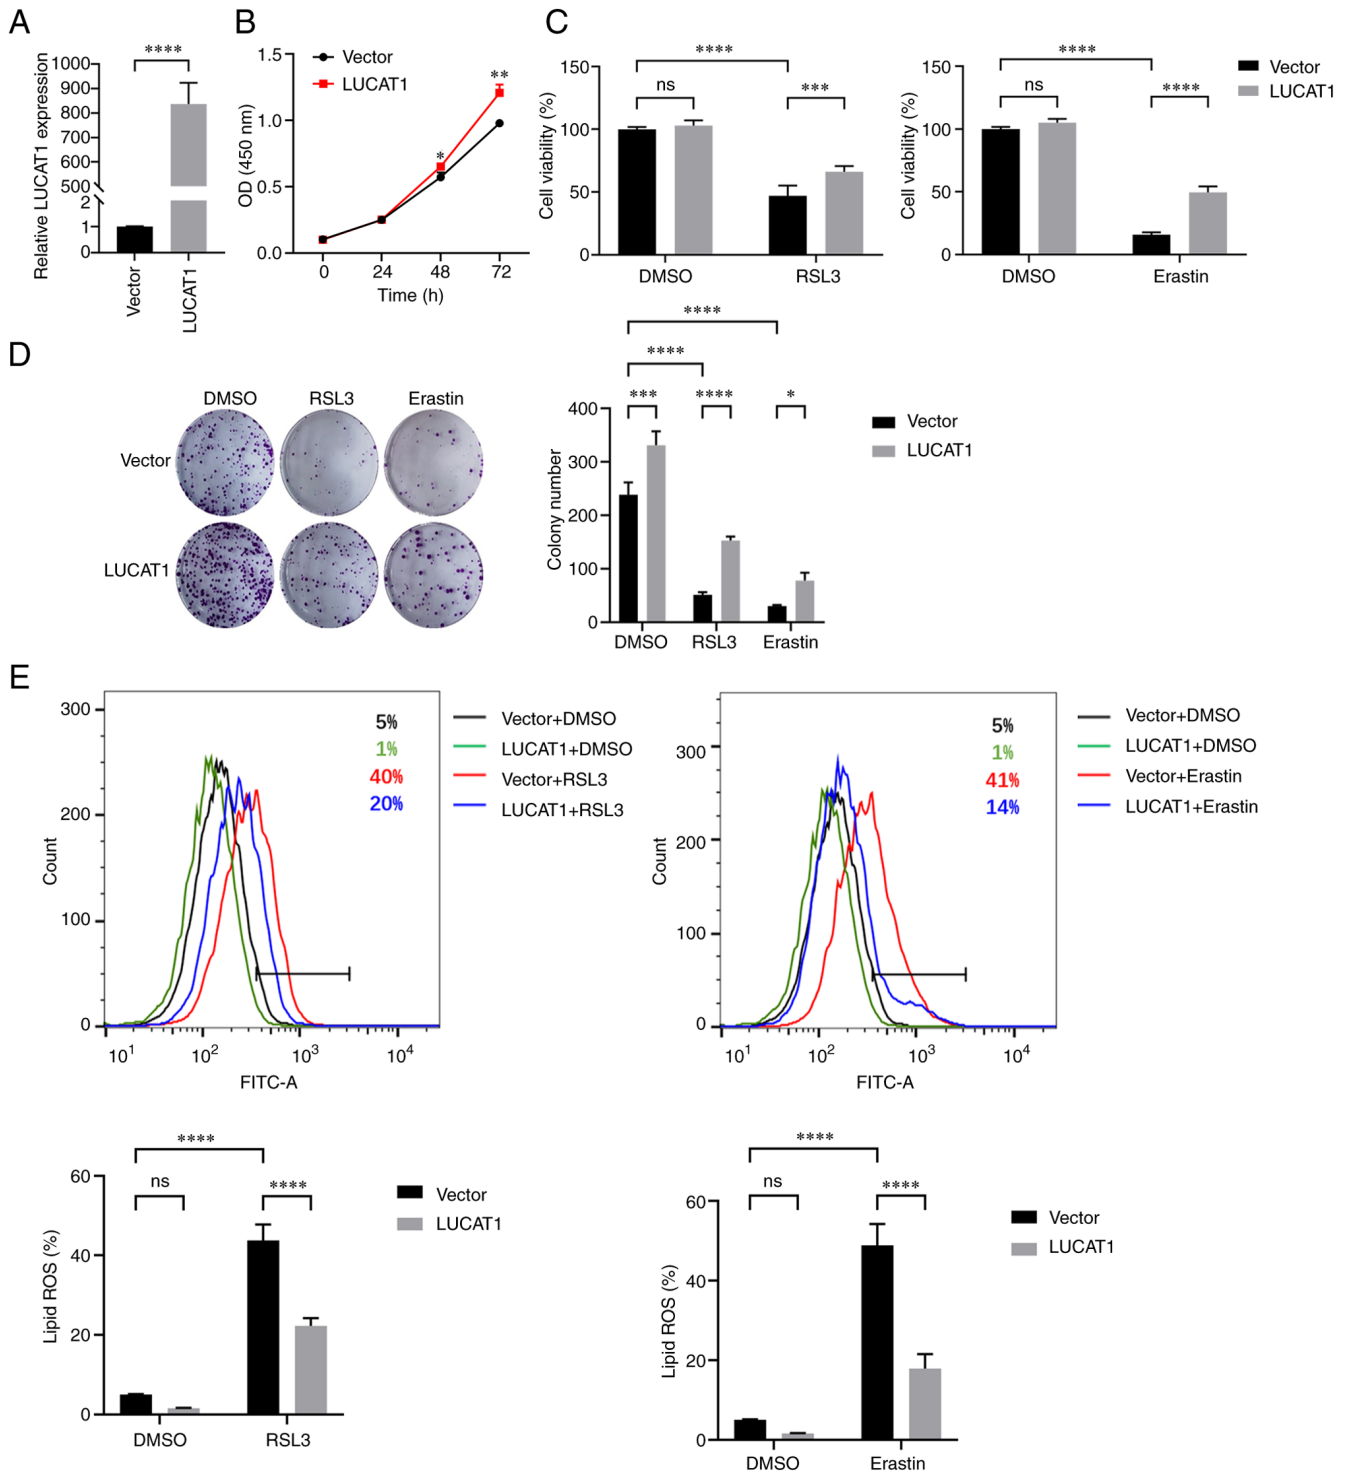 A
Relative LUCAT1 expression
1000
900
800
700
600
500
2
1
0
****
Vector
LUCAT1
B
OD (450 nm)
1.5
1.0
0.5
0.0
Vector
LUCAT1
*
**
0 24 48 72
Time (h)
C
Cell viability (%)
150
100
50
0
****
ns
***
DMSO RSL3
Cell viability (%)
150
100
50
0
****
ns
****
DMSO Erastin
Vector
LUCAT1
D
DMSO RSL3 Erastin
Vector
LUCAT1
Colony number
400
300
200
100
0
****
****
*** **** *
DMSO RSL3 Erastin
Vector
LUCAT1
E
Count
300
200
100
0
5%
1%
40%
20%
10¹ 10² 10³ 10⁴
FITC-A
Vector+DMSO
LUCAT1+DMSO
Vector+RSL3
LUCAT1+RSL3
Count
300
200
100
0
5%
1%
41%
14%
10¹ 10² 10³ 10⁴
FITC-A
Vector+DMSO
LUCAT1+DMSO
Vector+Erastin
LUCAT1+Erastin
Lipid ROS (%)
60
40
20
0
****
ns
****
DMSO RSL3
Vector
LUCAT1
Lipid ROS (%)
60
40
20
0
****
ns
****
DMSO Erastin
Vector
LUCAT1